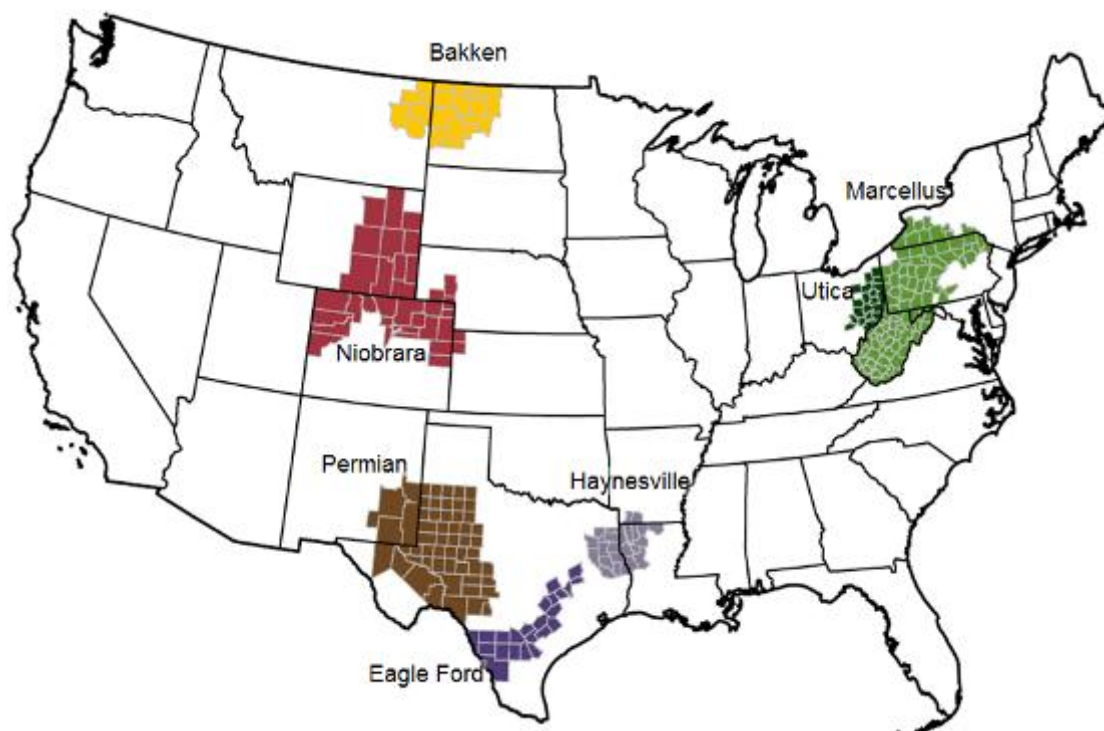 Bakken
Marcellus
Utica
Niobrara
Permian
Haynesville
Eagle Ford